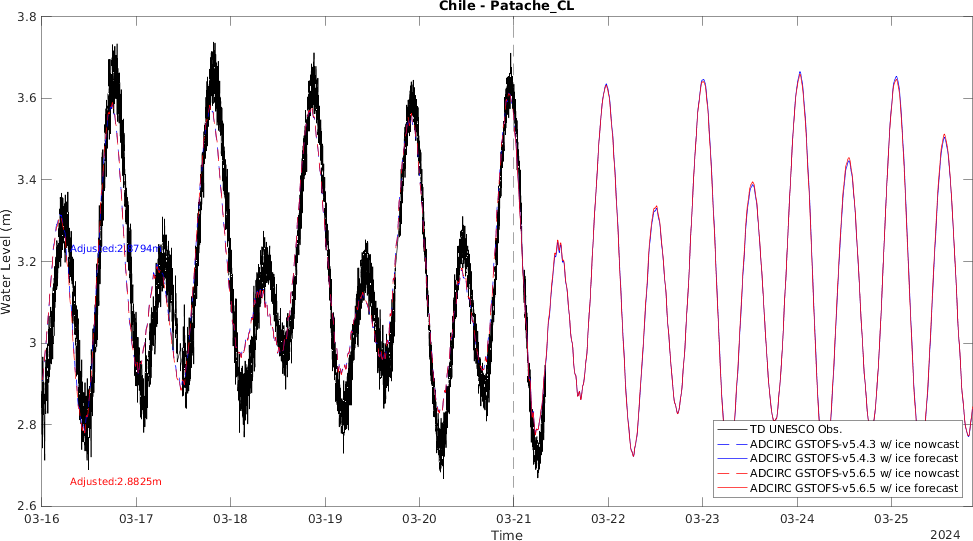 Chile - Patache_CL
3.8
3.6
3.4
3.2
3
2.8
2.6
Water Level (m)
Adjusted:2.8794m
Adjusted:2.8825m
TD UNESCO Obs.
ADCIRC GSTOFS-v5.4.3 w/ ice nowcast
ADCIRC GSTOFS-v5.4.3 w/ ice forecast
ADCIRC GSTOFS-v5.6.5 w/ ice nowcast
ADCIRC GSTOFS-v5.6.5 w/ ice forecast
03-16 03-17 03-18 03-19 03-20 03-21 03-22 03-23 03-24 03-25
Time
2024